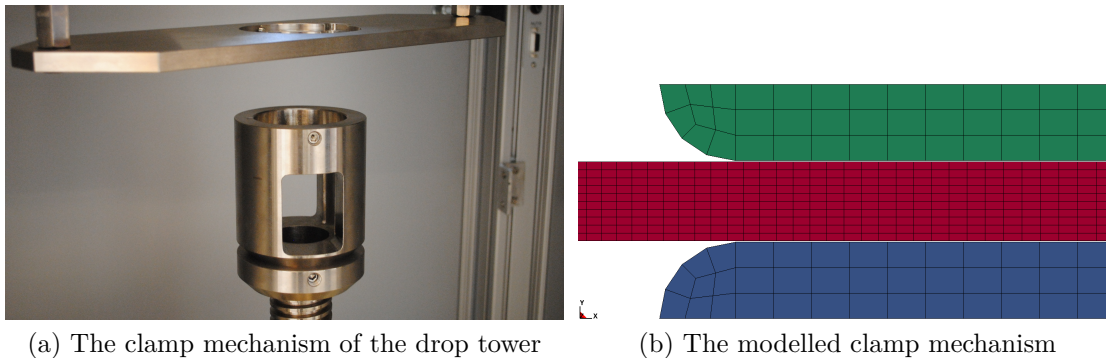 Y
X
(a) The clamp mechanism of the drop tower
(b) The modelled clamp mechanism